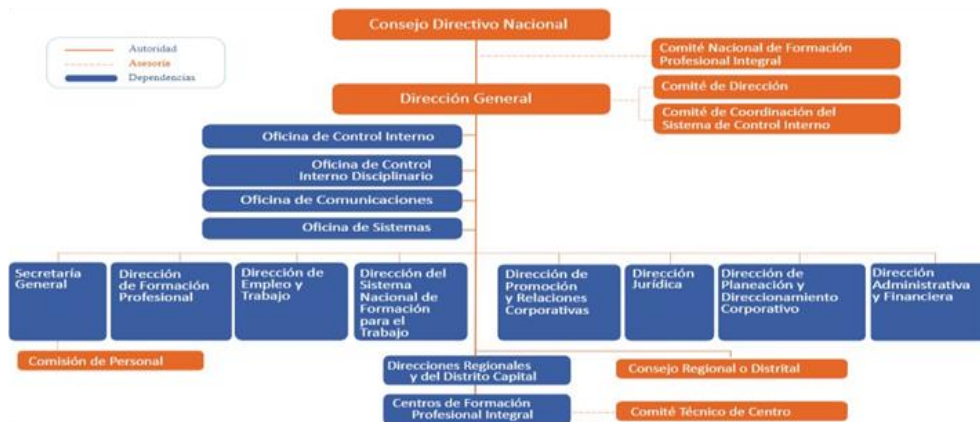 Consejo Directivo Nacional
Autoridad
Asesoría
Dependencias
Comité Nacional de Formación
Profesional Integral
Dirección General
Comité de Dirección
Comité de Coordinación del
Sistema de Control Interno
Oficina de Control Interno
Oficina de Control
Interno Disciplinario
Oficina de Comunicaciones
Oficina de Sistemas
Secretaría
General
Dirección
de Formación
Profesional
Dirección de
Empleo y
Trabajo
Dirección del
Sistema
Nacional de
Formación
para el
Trabajo
Dirección de
Promoción
y Relaciones
Corporativas
Dirección
Jurídica
Dirección de
Planeación y
Direccionamiento
Corporativo
Dirección
Administrativa
y Financiera
Comisión de Personal
Direcciones Regionales
y del Distrito Capital
Consejo Regional o Distrital
Centros de Formación
Profesional Integral
Comité Técnico de Centro